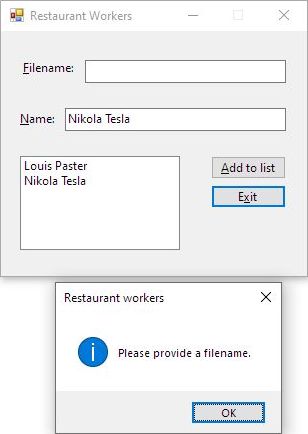 Restaurant Workers
Filename:
Name: Nikola Tesla
Louis Paster
Nikola Tesla
Add to list
Exit
Restaurant workers
Please provide a filename.
OK